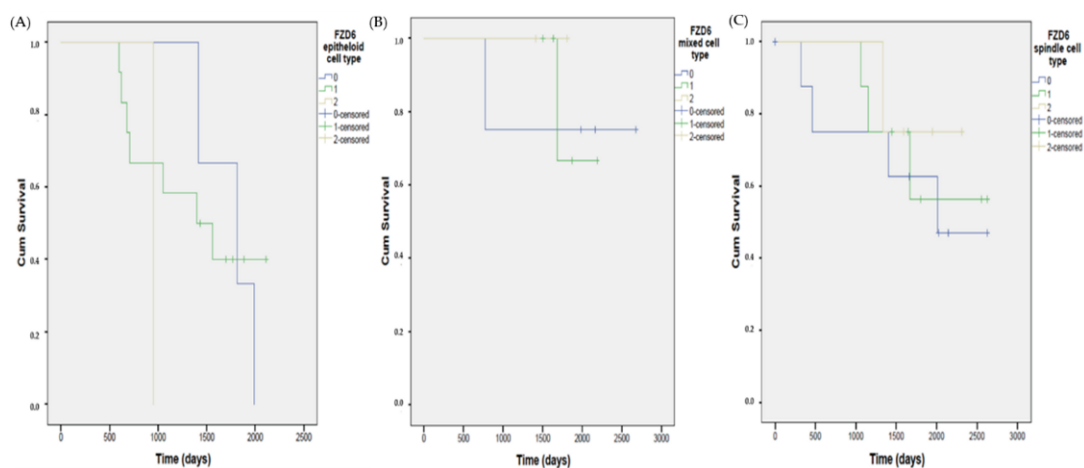 (A)
FZD6
epitheloid
cell type
0
1
2
0-censored
1-censored
2-censored
Cum Survival
1.0
0.8
0.6
0.4
0.2
0.0
0
500
1000
1500
2000
2500
Time (days)
(B)
FZD6
mixed cell
type
0
1
2
0-censored
1-censored
2-censored
Cum Survival
1.0
0.8
0.6
0.4
0.2
0.0
0
500
1000
1500
2000
2500
3000
Time (days)
(C)
FZD6
spindle cell
type
0
1
2
0-censored
1-censored
2-censored
Cum Survival
1.0
0.8
0.6
0.4
0.2
0.0
0
500
1000
1500
2000
2500
3000
Time (days)